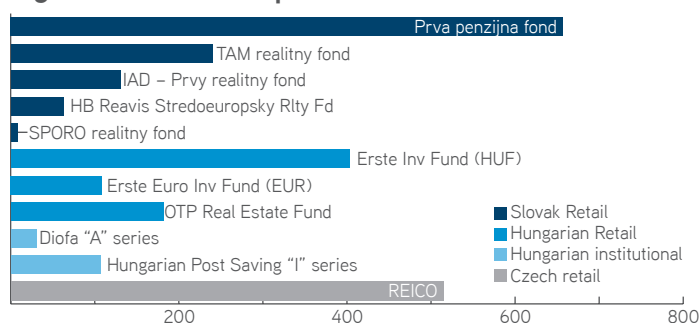 Prva penzijna fond
TAM realitny fond
IAD – Prvy realitny fond
HB Reavis Stredoeuropsky Rlty Fd
SPORO realitny fond
Erste Inv Fund (HUF)
Erste Euro Inv Fund (EUR)
OTP Real Estate Fund
Diofa “A” series
Hungarian Post Saving “I” series
REICO
Slovak Retail
Hungarian Retail
Hungarian institutional
Czech retail
200 400 600 800